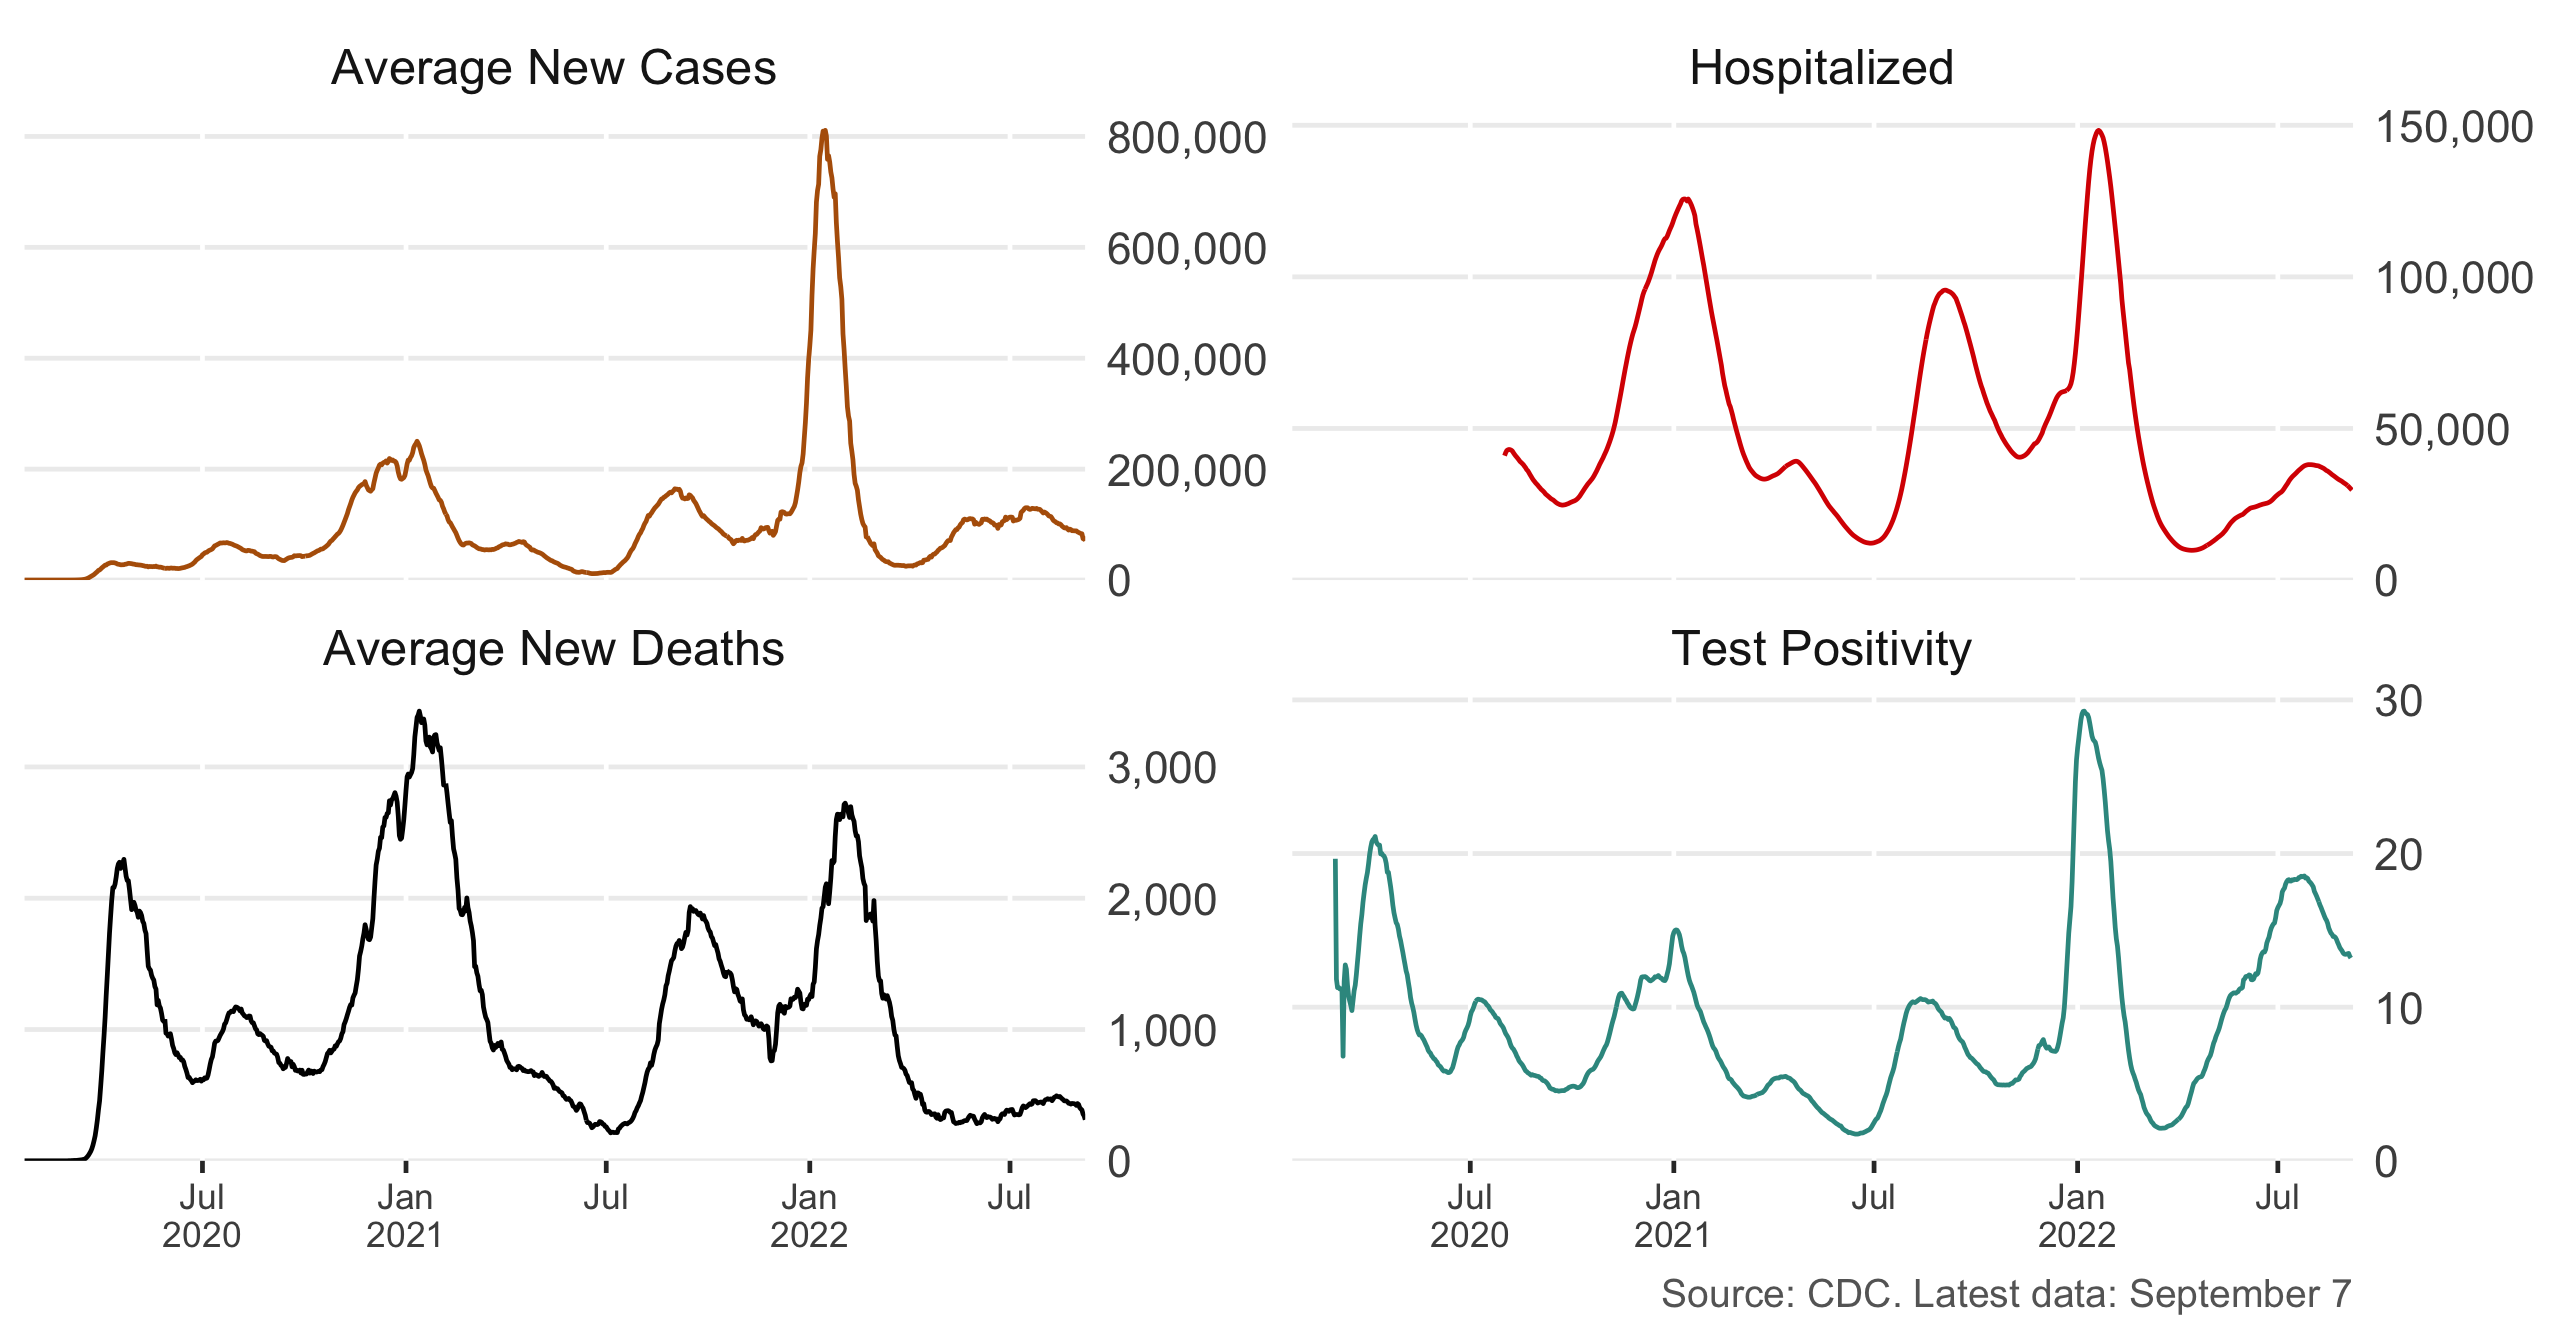 Average New Cases
800,000
600,000
400,000
200,000
0
Hospitalized
150,000
100,000
50,000
0
Average New Deaths
3,000
2,000
1,000
0
Jul Jan Jul Jan Jul
2020 2021 2022
Test Positivity
30
20
10
0
Jul Jan Jul Jan Jul
2020 2021 2022
Source: CDC. Latest data: September 7